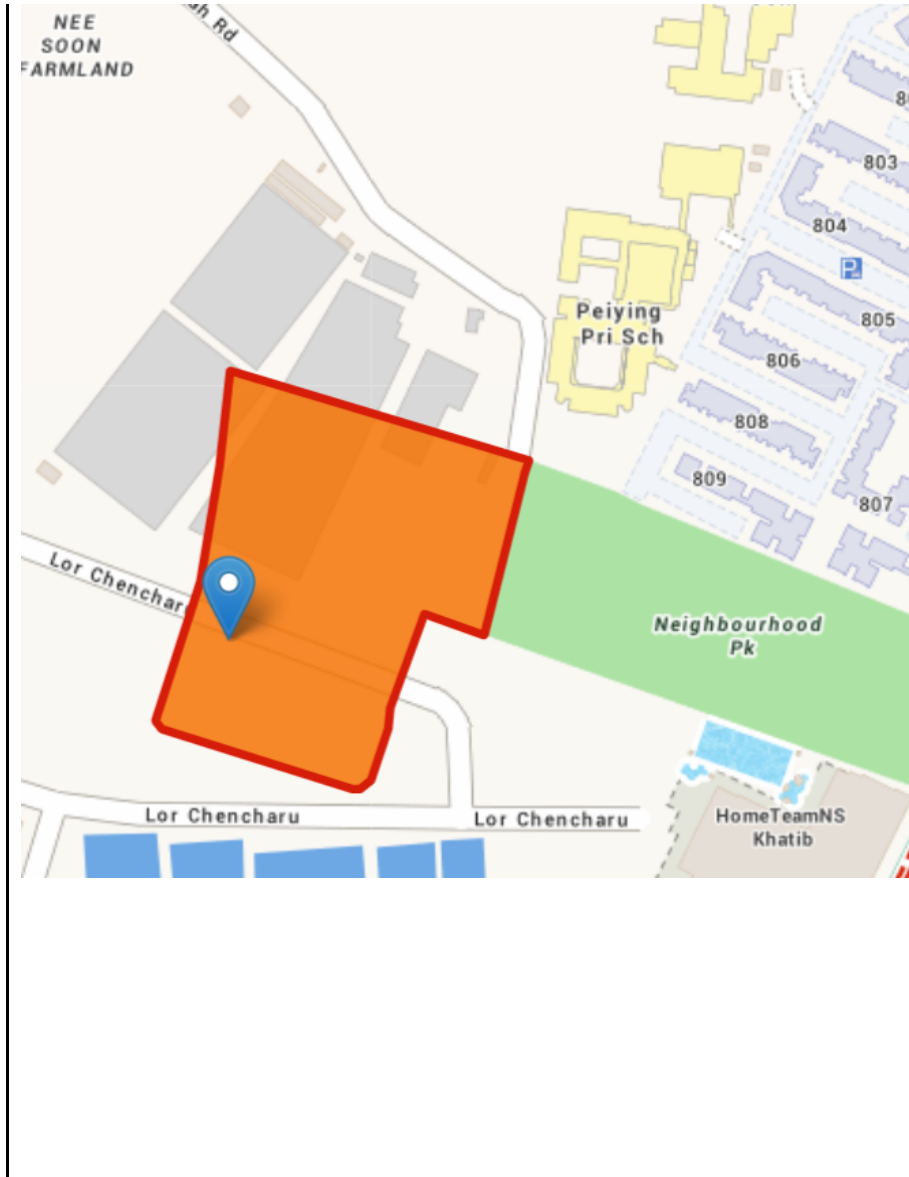 NEE
SOON
FARMLAND
Rd
803
804
P
805
Peiying
Pri Sch
806
808
809
807
Lor Chencharu
Neighbourhood
Pk
Lor Chencharu
Lor Chencharu
HomeTeamNS
Khatib